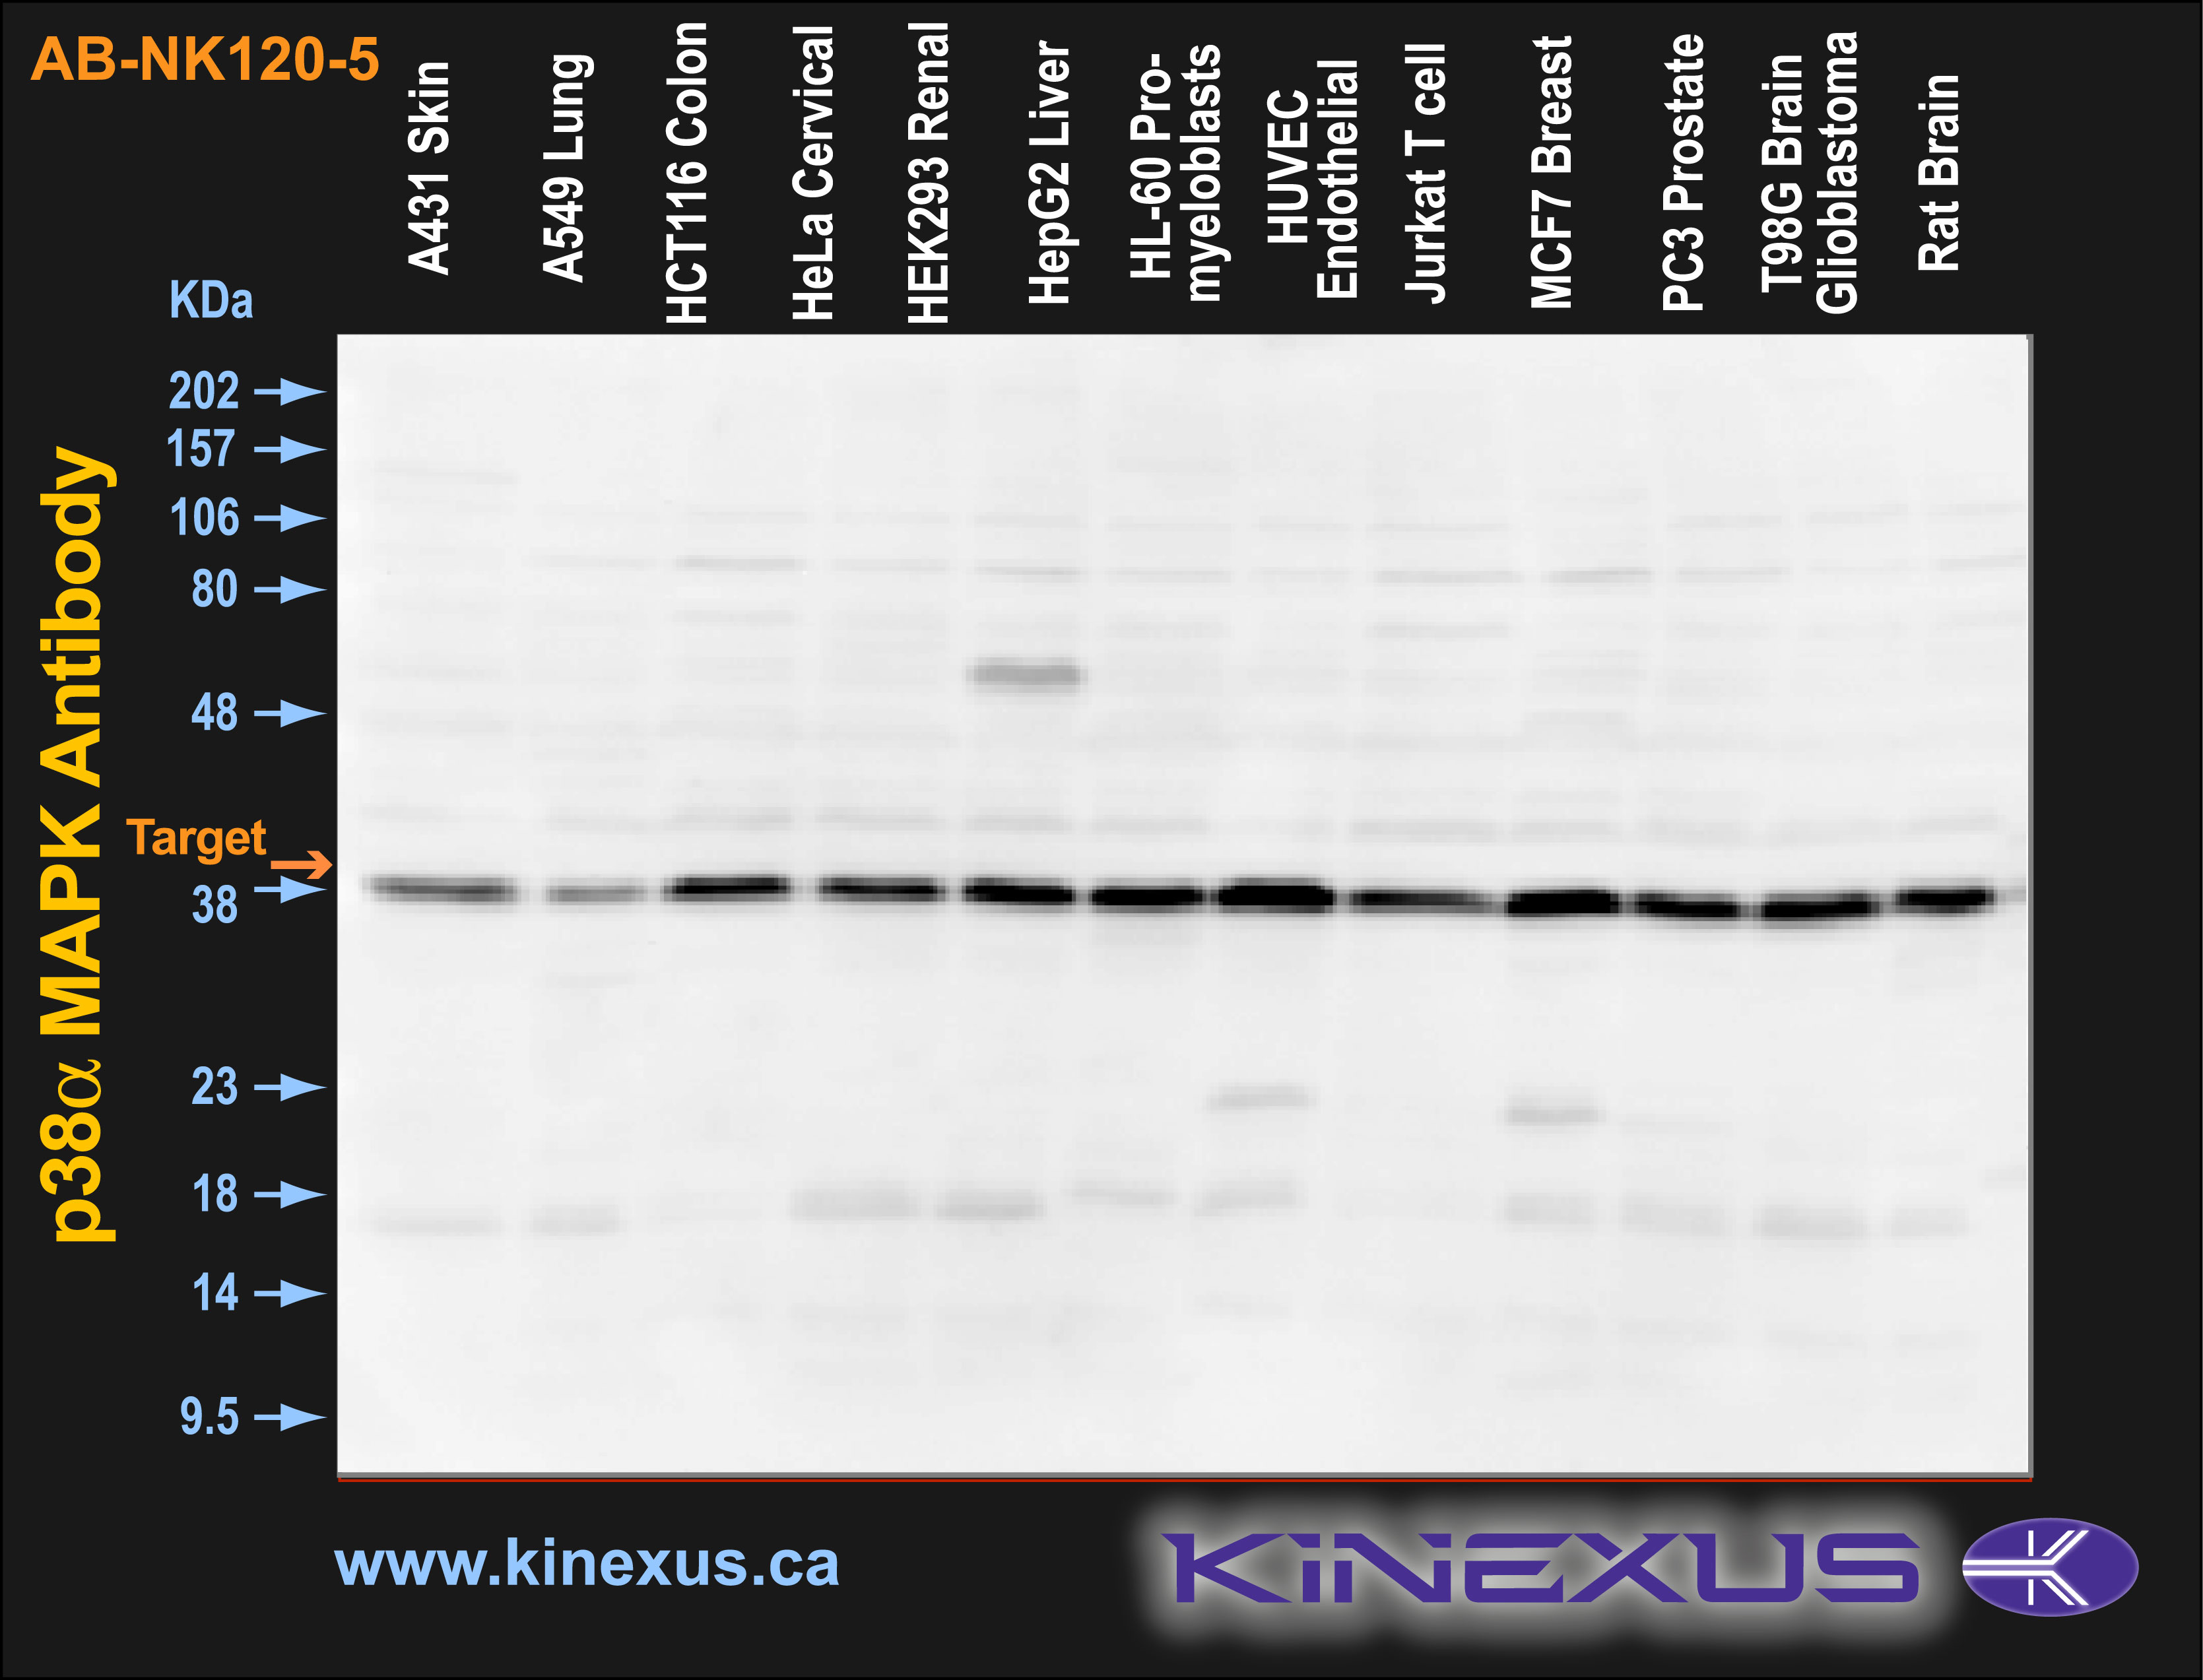 AB-NK120-5
A431 Skin
A549 Lung
HCT116 Colon
HeLa Cervical
HEK293 Renal
HepG2 Liver
HL-60 Pro-
myeloblasts
HUVEC
Endothelial
Jurkat T cell
MCF7 Breast
PC3 Prostate
T98G Brain
Glioblastoma
Rat Brain
KDa
202
157
106
80
48
Target
38
23
18
14
9.5
p38α MAPK Antibody
www.kinexus.ca
KiNEXUS